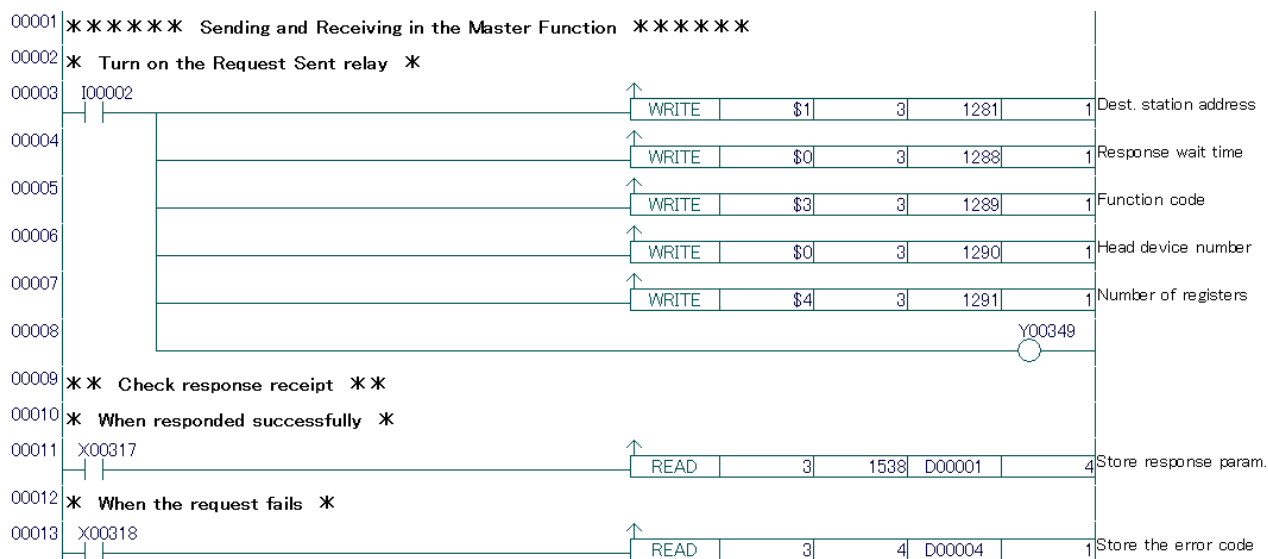 00001 ****** Sending and Receiving in the Master Function ******
00002 * Turn on the Request Sent relay *
00003 I00002 WRITE $1 3 1281 1 Dest. station address
00004 WRITE $0 3 1288 1 Response wait time
00005 WRITE $3 3 1289 1 Function code
00006 WRITE $0 3 1290 1 Head device number
00007 WRITE $4 3 1291 1 Number of registers
00008 Y00349
00009 ** Check response receipt **
00010 * When responded successfully *
00011 X00317 READ 3 1538 D00001 4 Store response param.
00012 * When the request fails *
00013 X00318 READ 3 4 D00004 1 Store the error code